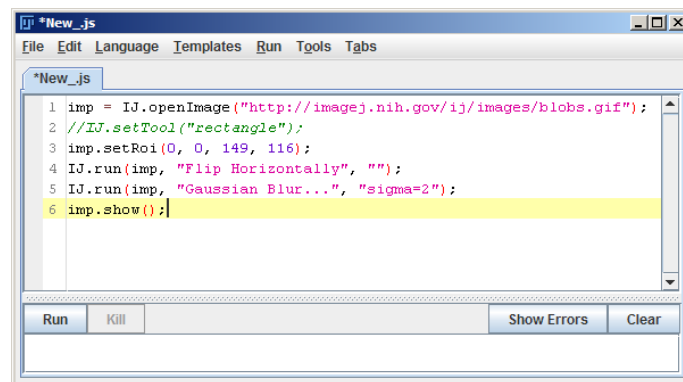 *New_.js
File Edit Language Templates Run Tools Tabs
*New_.js
1 imp = IJ.openImage("http://imagej.nih.gov/ij/images/blobs.gif");
2 //IJ.setTool("rectangle");
3 imp.setRoi(0, 0, 149, 116);
4 IJ.run(imp, "Flip Horizontally", "");
5 IJ.run(imp, "Gaussian Blur...", "sigma=2");
6 imp.show();
Run Kill Show Errors Clear